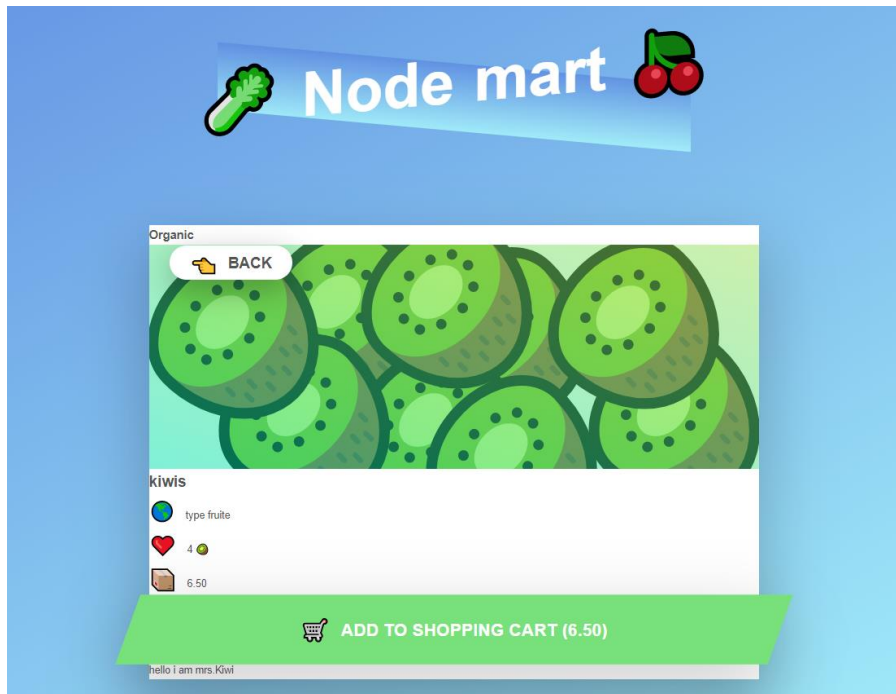 Node mart
Organic
BACK
kiwis
type fruite
4
6.50
ADD TO SHOPPING CART (6.50)
hello i am mrs.Kiwi